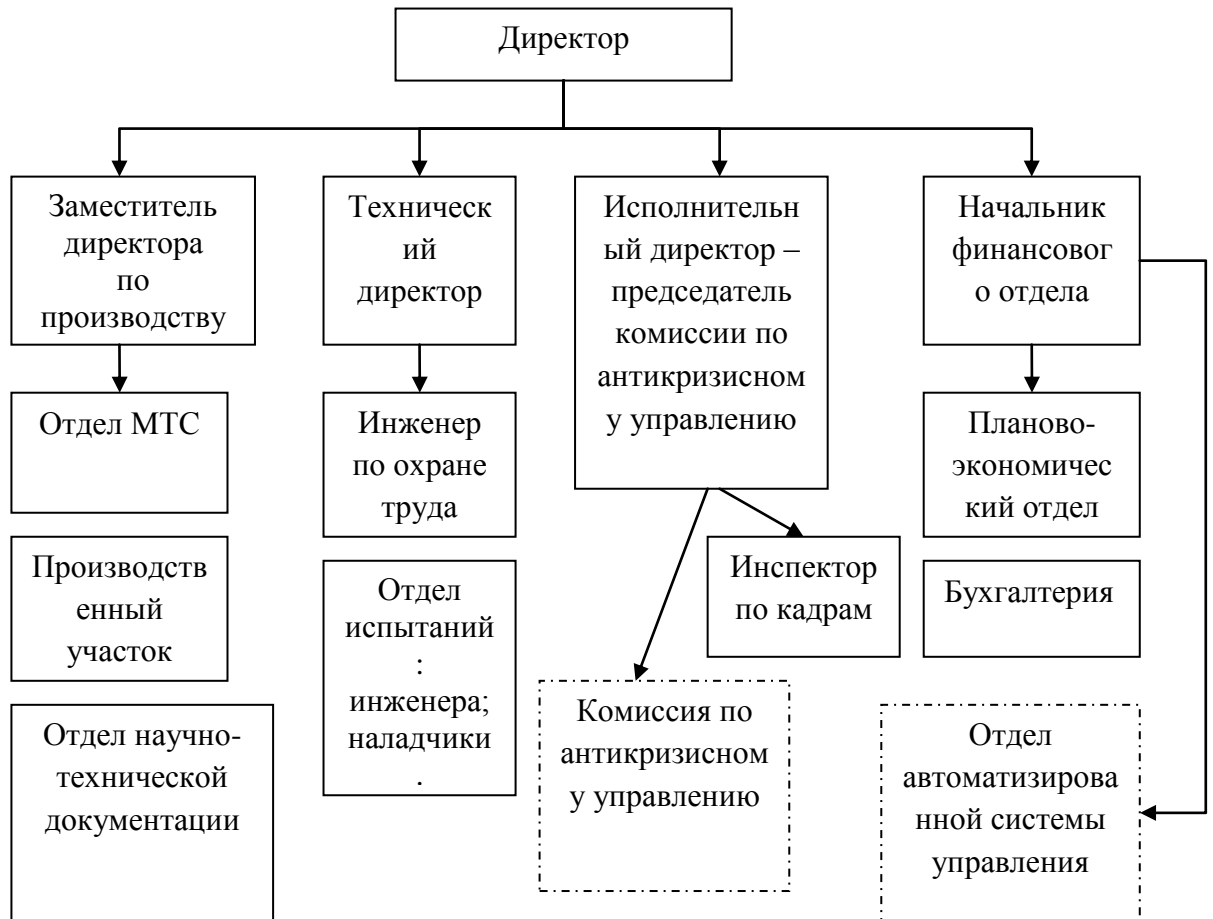 Директор
Заместитель
директора
по
производству
Техническ
ий
директор
Исполнительн
ый директор –
председатель
комиссии по
антикризисном
у управлению
Начальник
финансовог
о отдела
Отдел МТС
Инженер
по охране
труда
Планово-
экономичес
кий отдел
Производств
енный
участок
Отдел
испытаний
:
инженера;
наладчики
.
Инспектор
по кадрам
Бухгалтерия
Отдел научно-
технической
документации
Комиссия по
антикризисном
у управлению
Отдел
автоматизирова
нной системы
управления